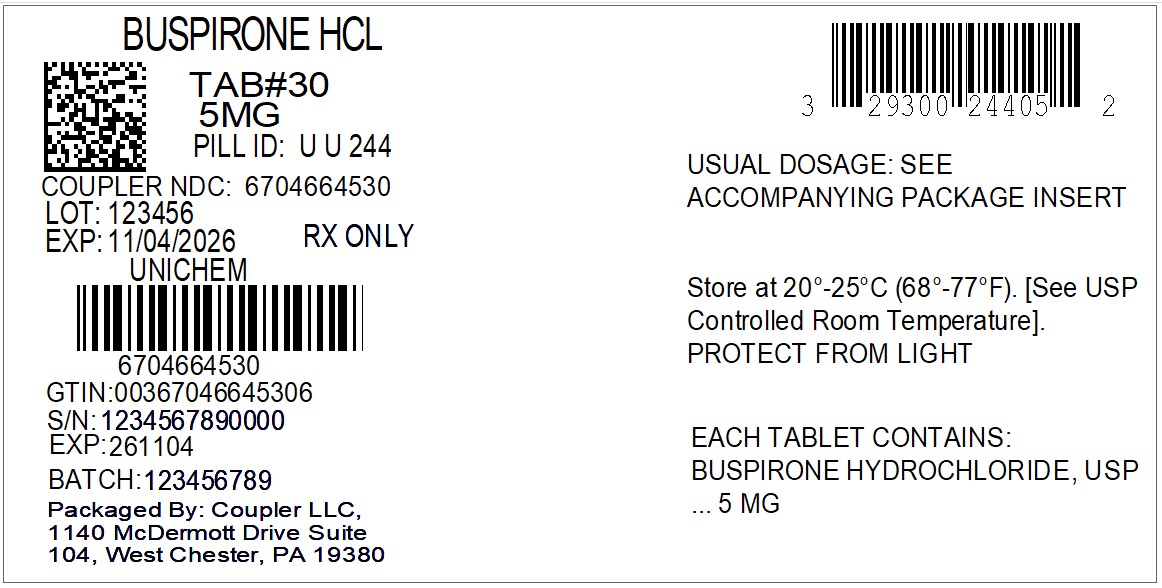 BUSPIRONE HCL
TAB#30
5MG
PILL ID: U U 244
COUPLER NDC: 6704664530
LOT: 123456
EXP: 11/04/2026
RX ONLY
UNICHEM
6704664530
GTIN:00367046645306
S/N: 1234567890000
EXP:261104
BATCH:123456789
Packaged By: Coupler LLC,
1140 McDermott Drive Suite
104, West Chester, PA 19380
3 29300 24405 2
USUAL DOSAGE: SEE
ACCOMPANYING PACKAGE INSERT
Store at 20°-25°C (68°-77°F). [See USP
Controlled Room Temperature].
PROTECT FROM LIGHT
EACH TABLET CONTAINS:
BUSPIRONE HYDROCHLORIDE, USP
... 5 MG